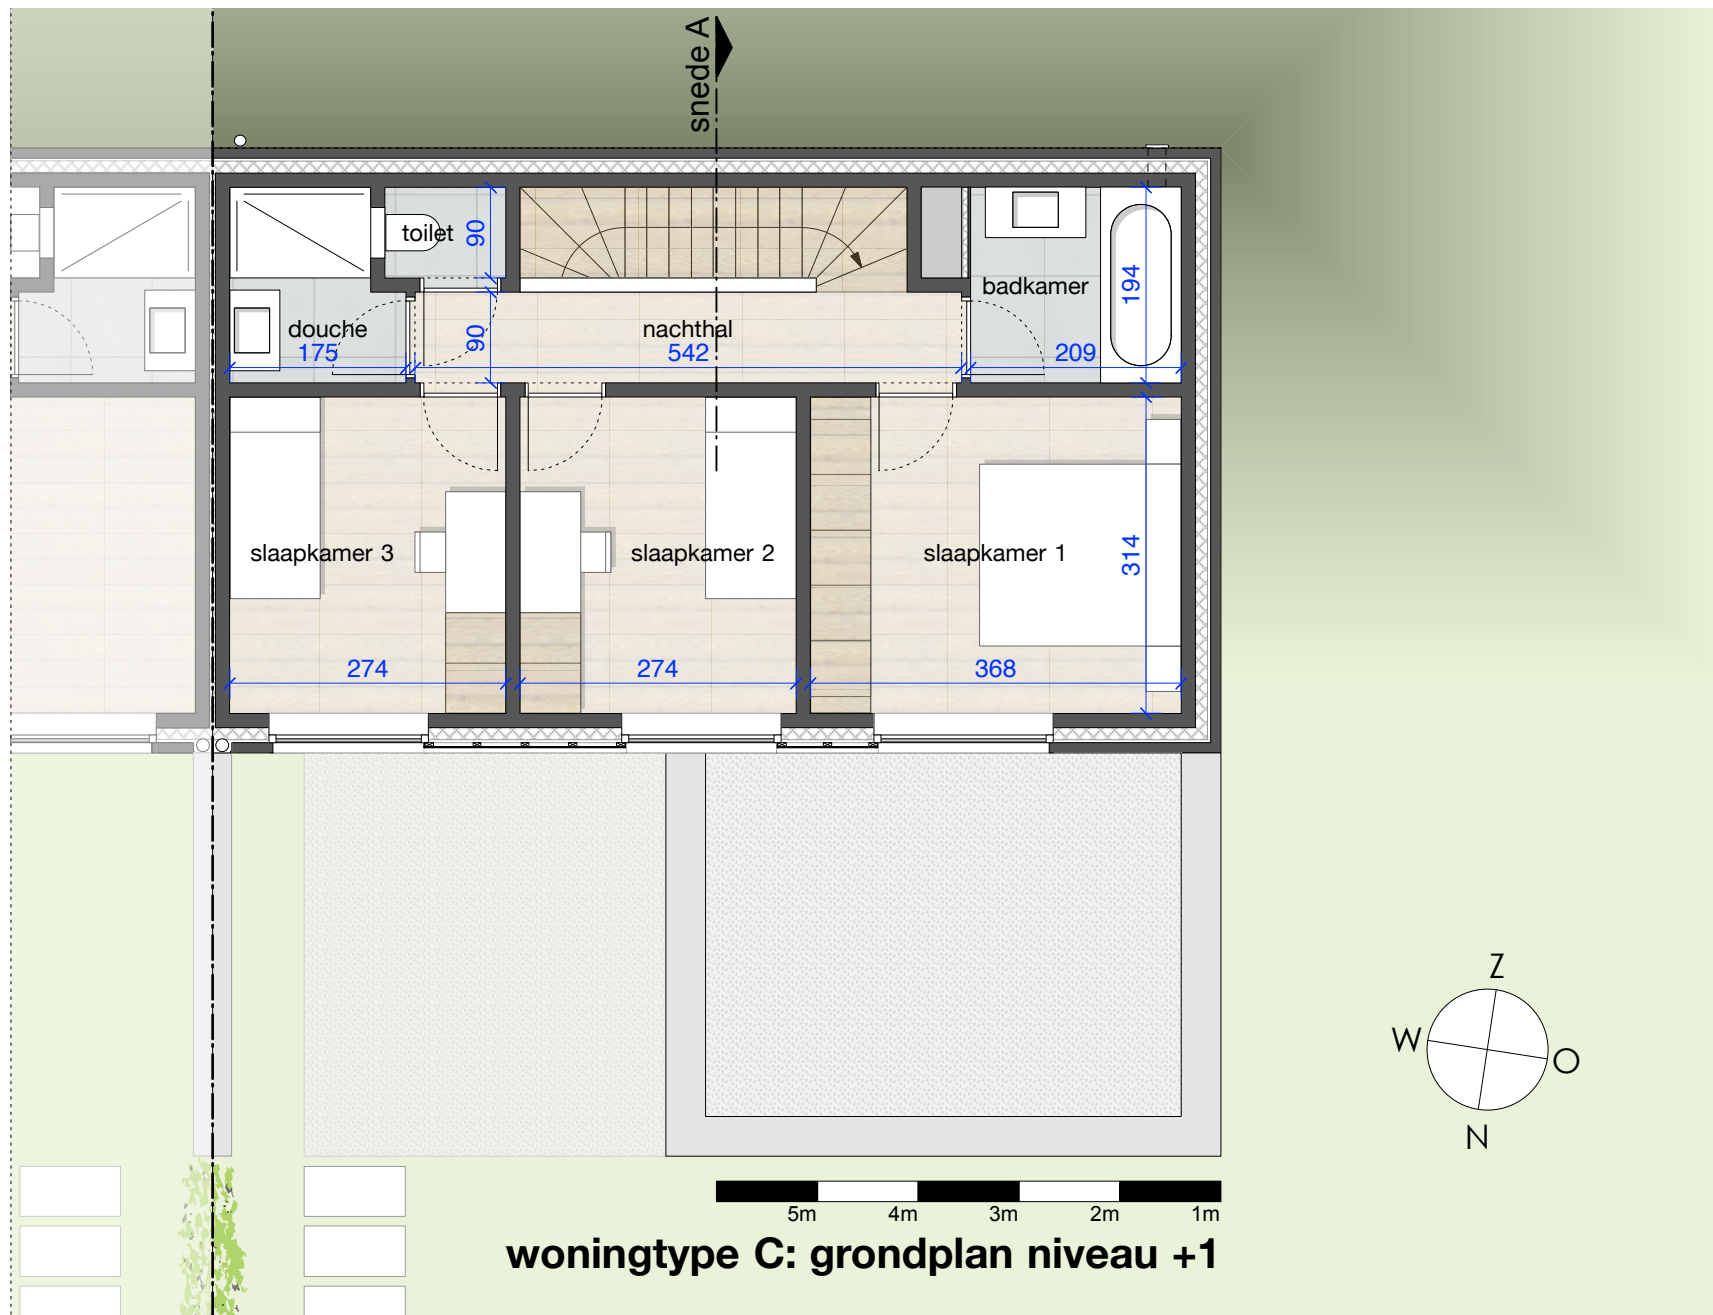 snede A
toilet
90
badkamer
194
douche
175
90
nachthal
542
209
slaapkamer 3
slaapkamer 2
slaapkamer 1
314
274
274
368
Z
W
O
N
5m 4m 3m 2m 1m
woningtype C: grondplan niveau +1